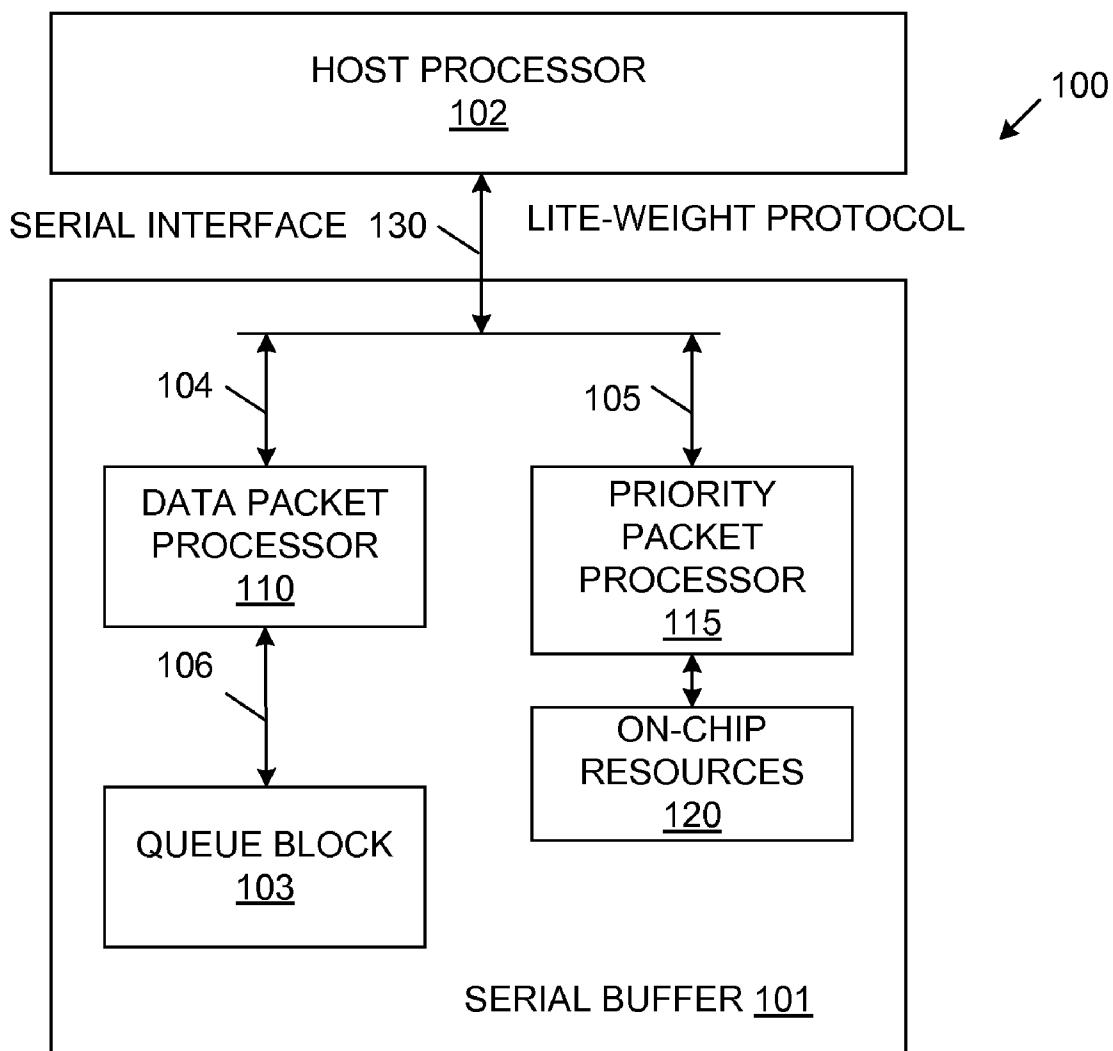 HOST PROCESSOR
102
100
SERIAL INTERFACE 130
LITE-WEIGHT PROTOCOL
104
105
DATA PACKET
PROCESSOR
110
PRIORITY
PACKET
PROCESSOR
115
106
ON-CHIP
RESOURCES
120
QUEUE BLOCK
103
SERIAL BUFFER 101